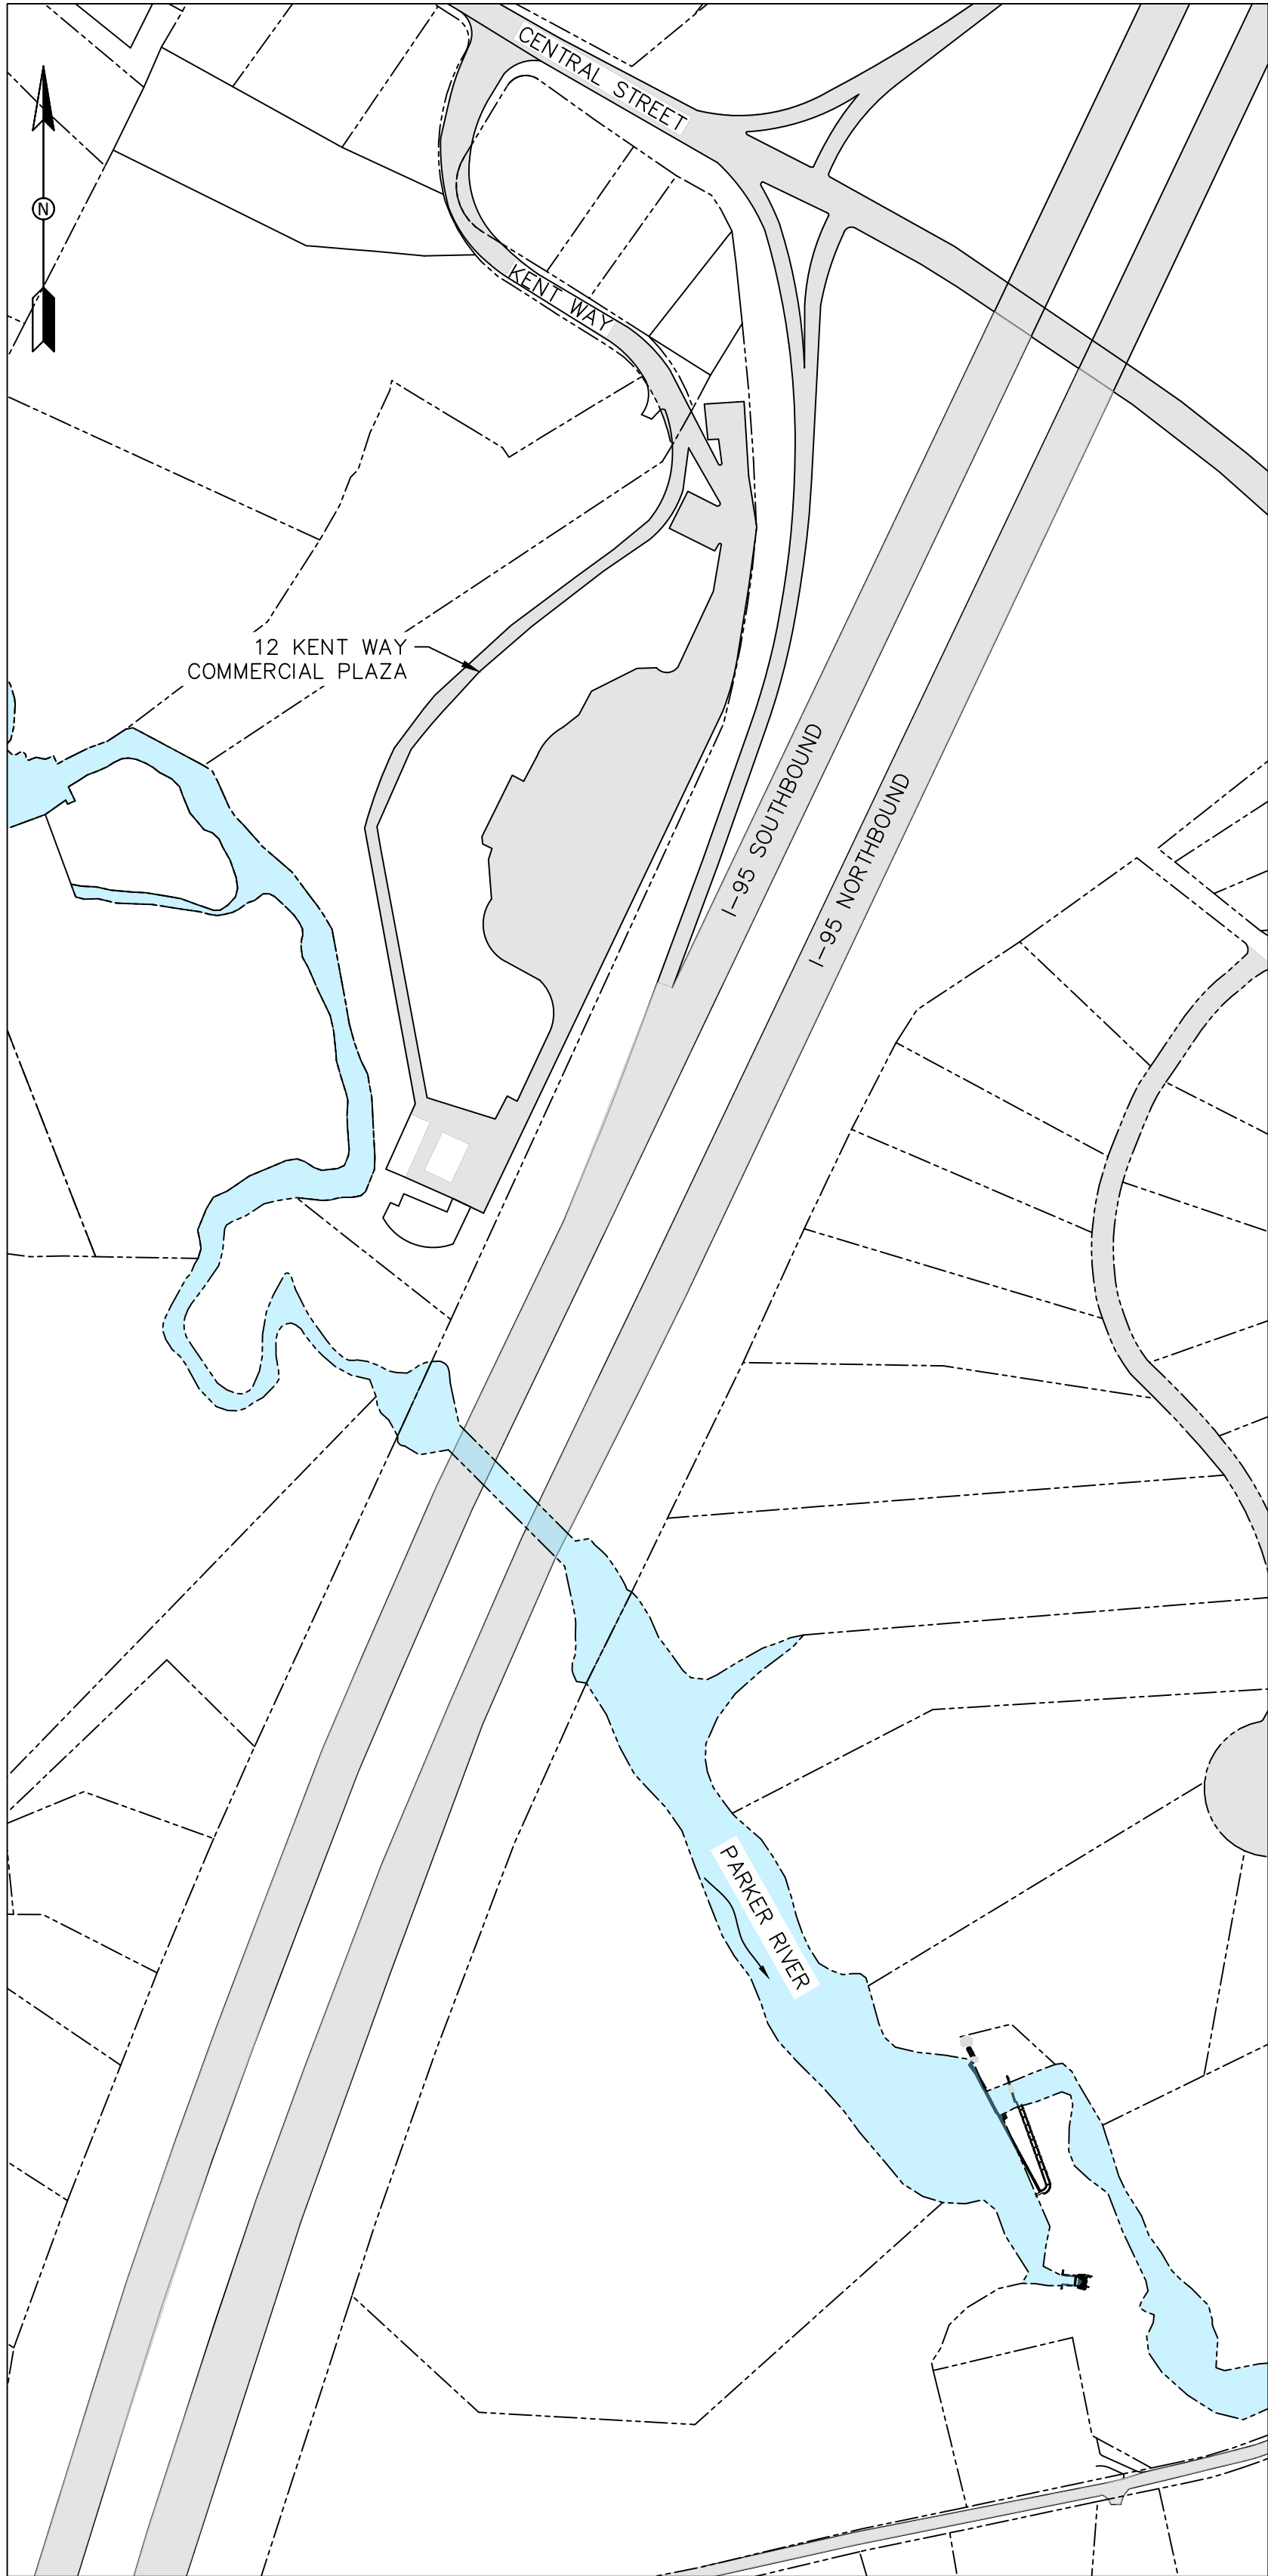 CENTRAL STREET
N
KENT WAY
12 KENT WAY
COMMERCIAL PLAZA
I-95 SOUTHBOUND
I-95 NORTHBOUND
PARKER RIVER